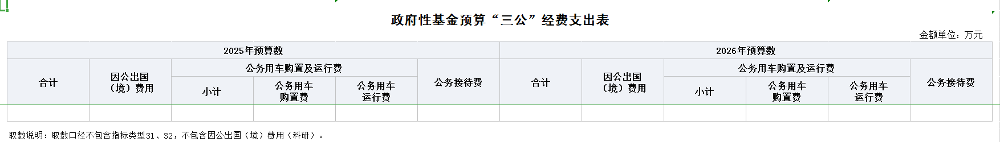 政府性基金预算“三公”经费支出表
金额单位：万元
2025年预算数 2026年预算数
合计 因公出国（境）费用 公务用车购置及运行费 公务接待费 合计 因公出国（境）费用 公务用车购置及运行费 公务接待费
小计 公务用车购置费 公务用车运行费 小计 公务用车购置费 公务用车运行费
取数说明：取数口径不包含指标类型31、32，不包含因公出国（境）费用（科研）。